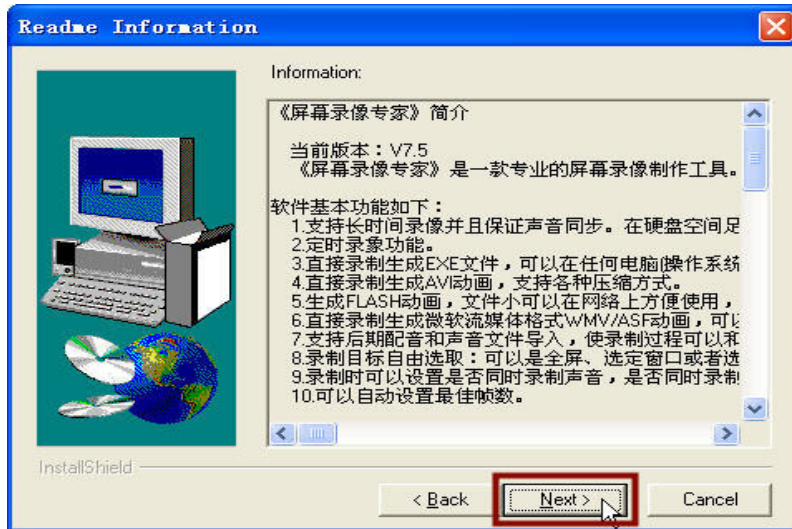 Readme Information
Information:
《屏幕录像专家》简介
当前版本：V7.5
《屏幕录像专家》是一款专业的屏幕录像制作工具。
软件基本功能如下：
1.支持长时间录像并且保证声音同步。在硬盘空间足
2.定时录象功能。
3.直接录制生成EXE文件，可以在任何电脑(操作系统
4.直接录制生成AVI动画，支持各种压缩方式。
5.生成FLASH动画，文件小可以在网络上方便使用，
6.直接录制生成微软流媒体格式WMV/ASF动画，可以
7.支持后期配音和声音文件导入，使录制过程可以和
8.录制目标自由选取：可以是全屏、选定窗口或者选
9.录制时可以设置是否同时录制声音，是否同时录制
10.可以自动设置最佳帧数。
InstallShield
< Back
Next >
Cancel